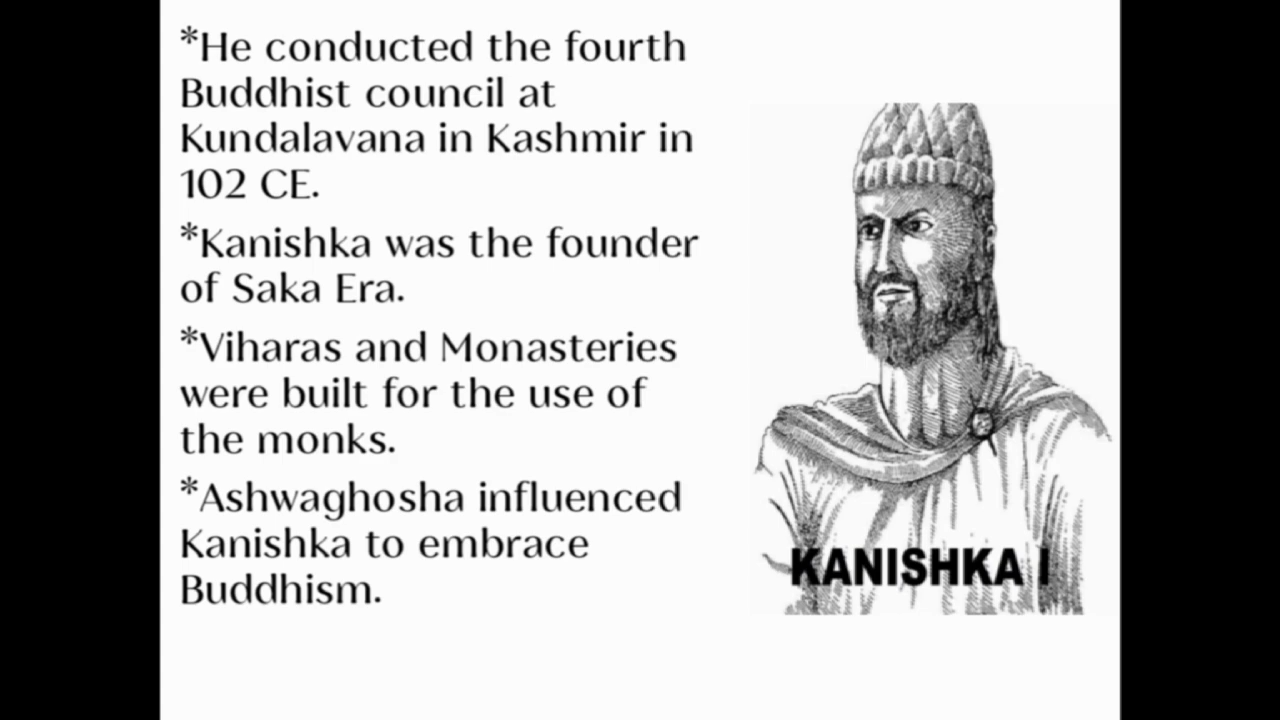 *He conducted the fourth
Buddhist council at
Kundalavana in Kashmir in
102 CE.
*Kanishka was the founder
of Saka Era.
*Viharas and Monasteries
were built for the use of
the monks.
*Ashwaghosha influenced
Kanishka to embrace
Buddhism.
KANISHKA I